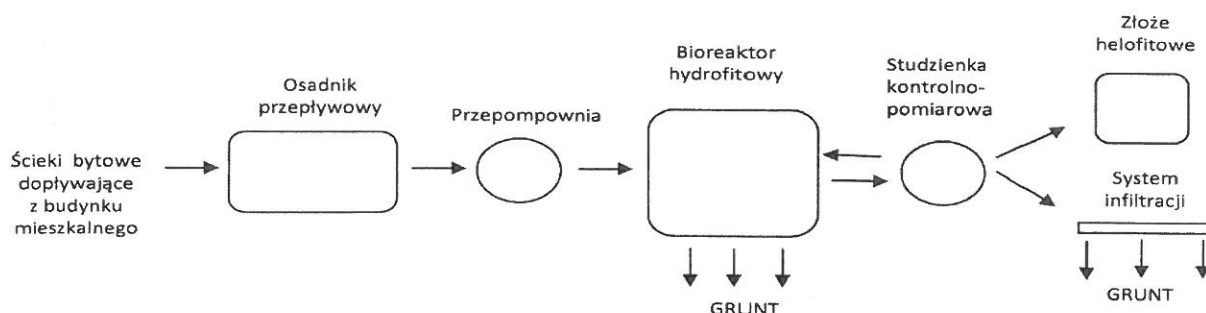 Ścieki bytowe
dopływające
z budynku
mieszkalnego
Osadnik
przepływowy
Przepompownia
Bioreaktor
hydrofitowy
GRUNT
Studzienka
kontrolno-
pomiarowa
Złoże
helofitowe
System
infiltracji
GRUNT